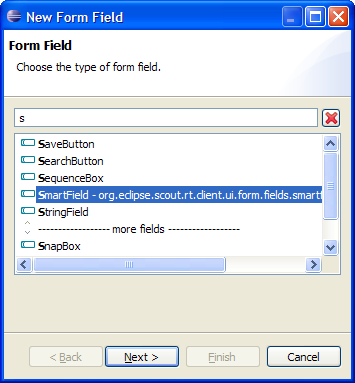 New Form Field
Form Field
Choose the type of form field.
s
SaveButton
SearchButton
SequenceBox
SmartField - org.eclipse.scout.rt.client.ui.form.fields.smartf
StringField
------------------ more fields ------------------
SnapBox
< Back
Next >
Finish
Cancel